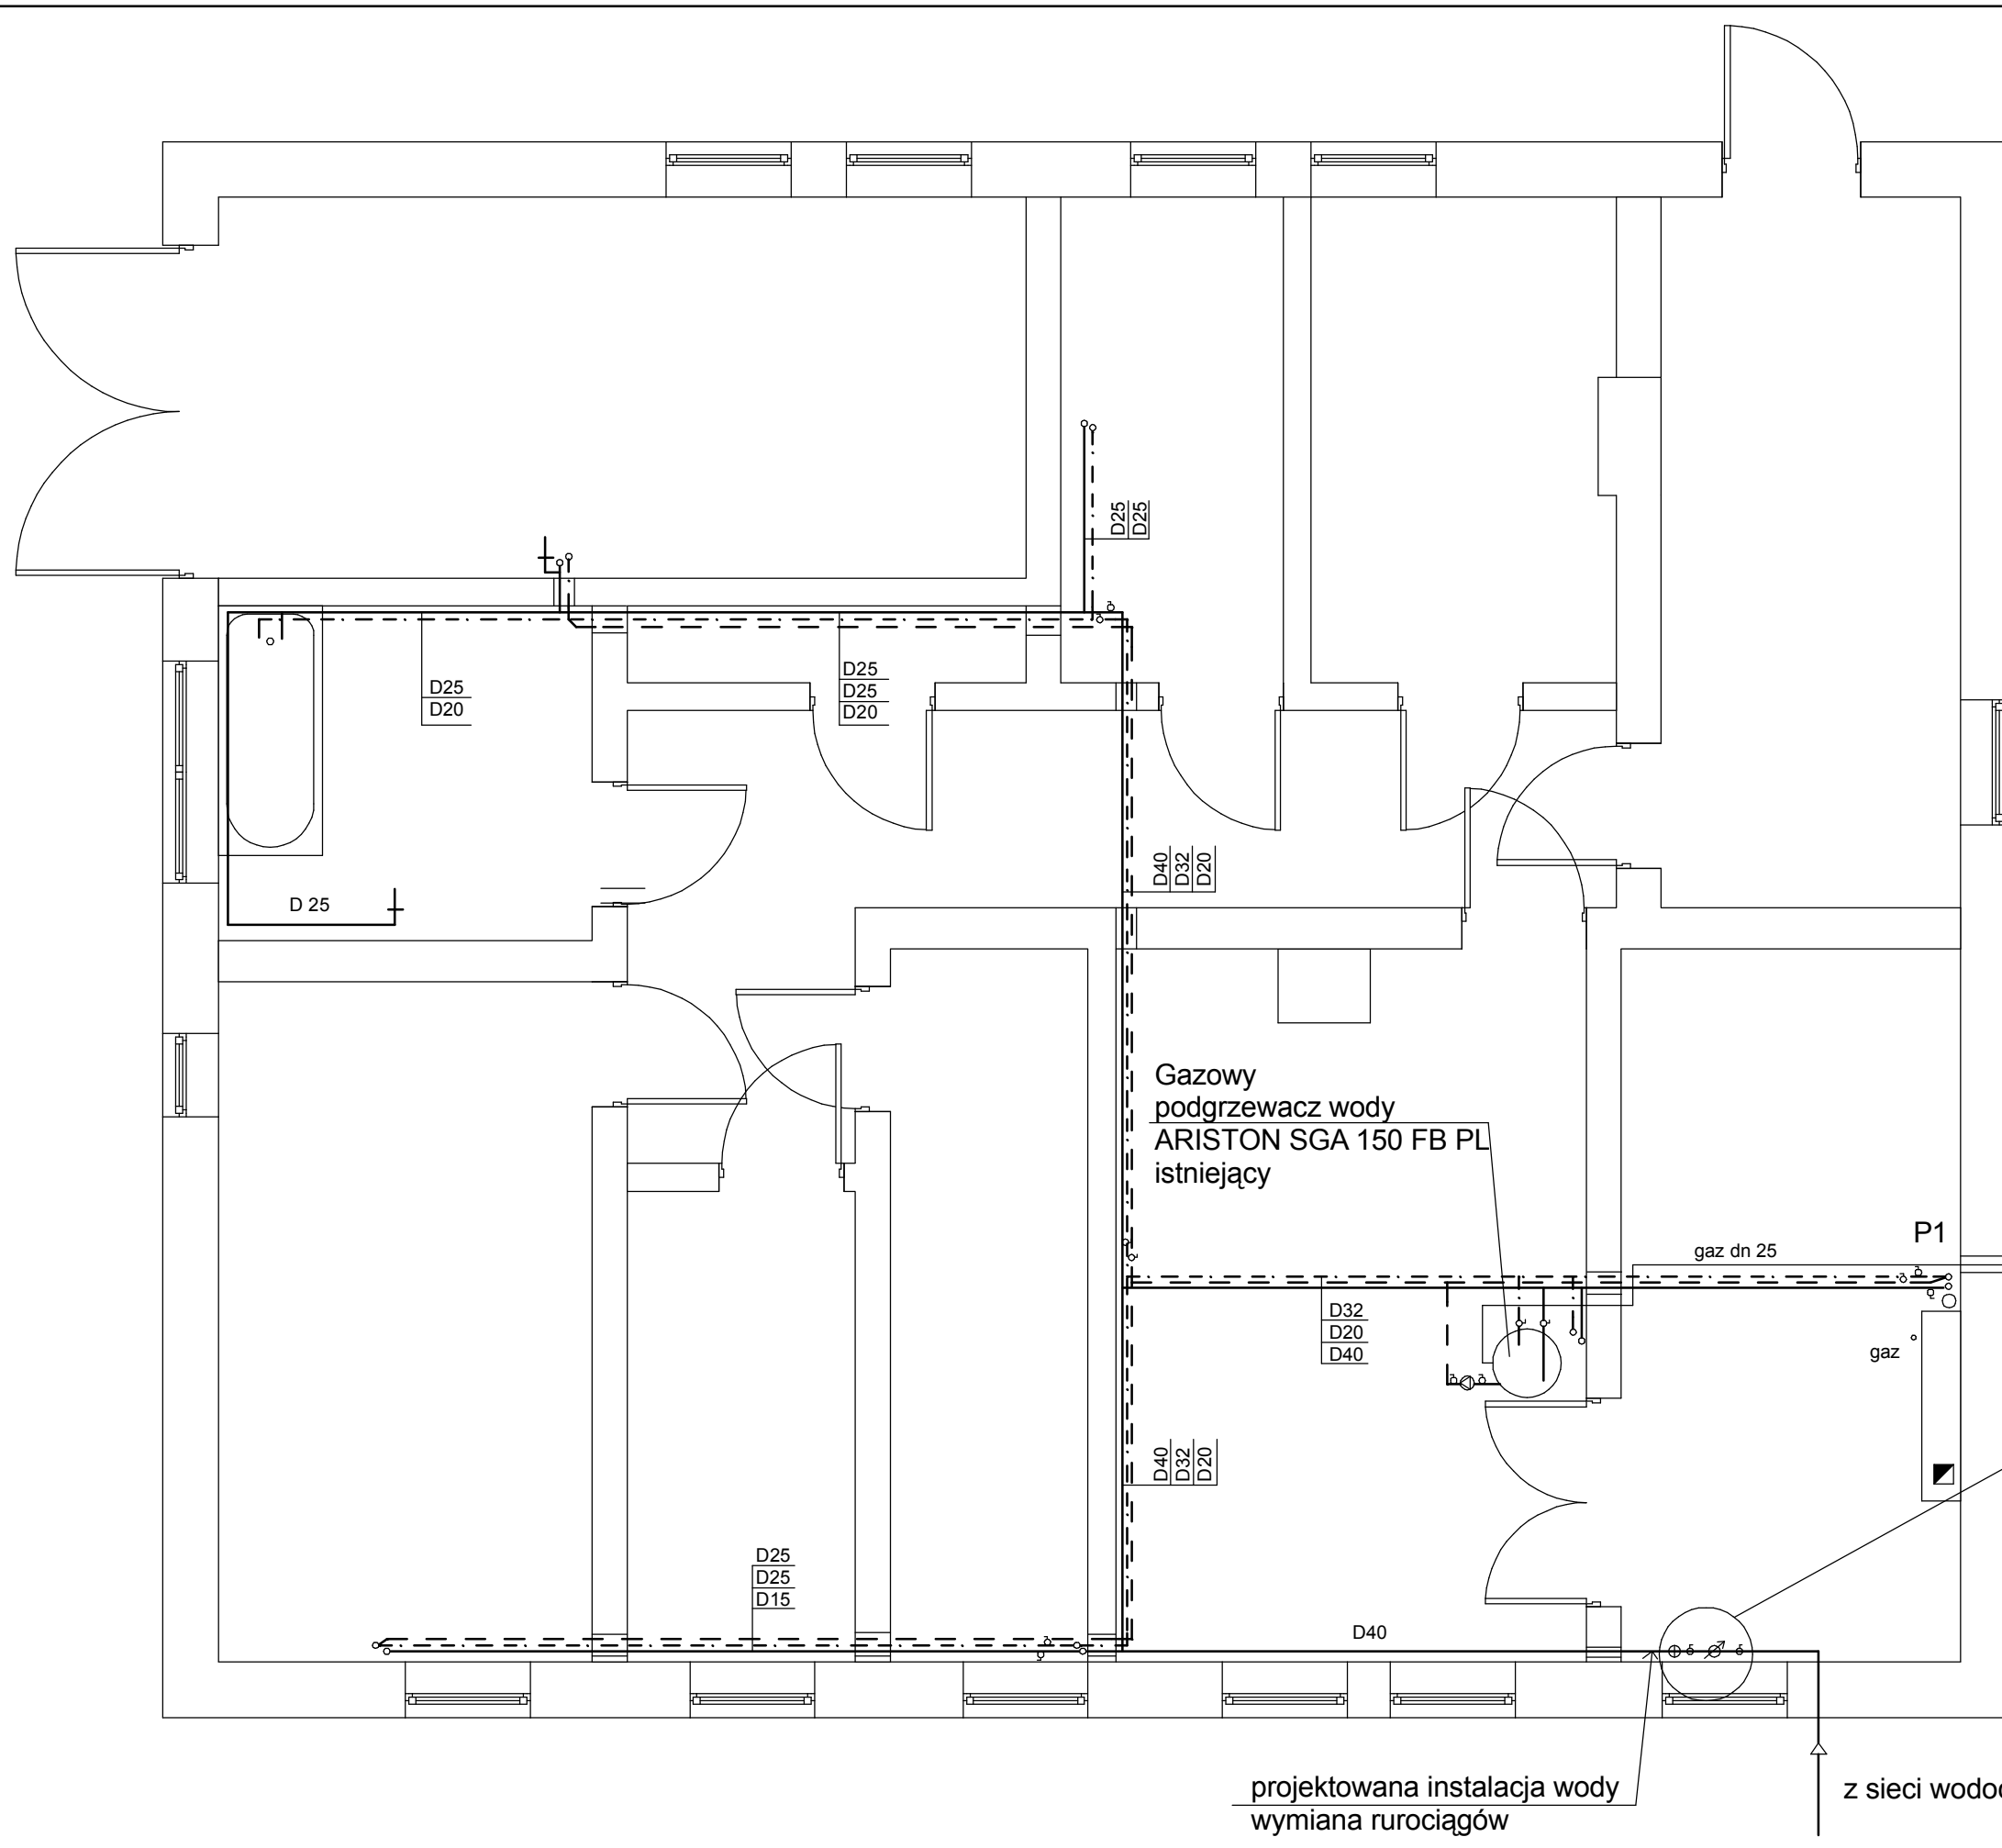 D25
D25
D25
D20
D25
D25
D20
D40
D32
D20
D 25
Gazowy
podgrzewacz wody
ARISTON SGA 150 FB PL
istniejący
P1
gaz dn 25
D32
D20
D40
gaz
D40
D32
D20
D25
D25
D15
D40
projektowana instalacja wody
wymiana rurociągów
z sieci